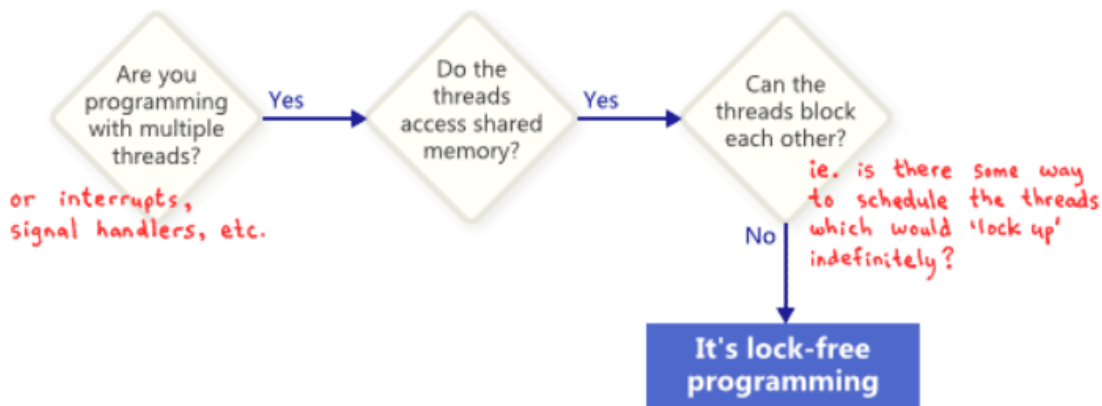 Are you
programming
with multiple
threads?
or interrupts,
signal handlers, etc.
Yes
Do the
threads
access shared
memory?
Yes
Can the
threads block
each other?
ie. is there some way
to schedule the threads
which would 'lock up'
indefinitely?
No
It's lock-free
programming